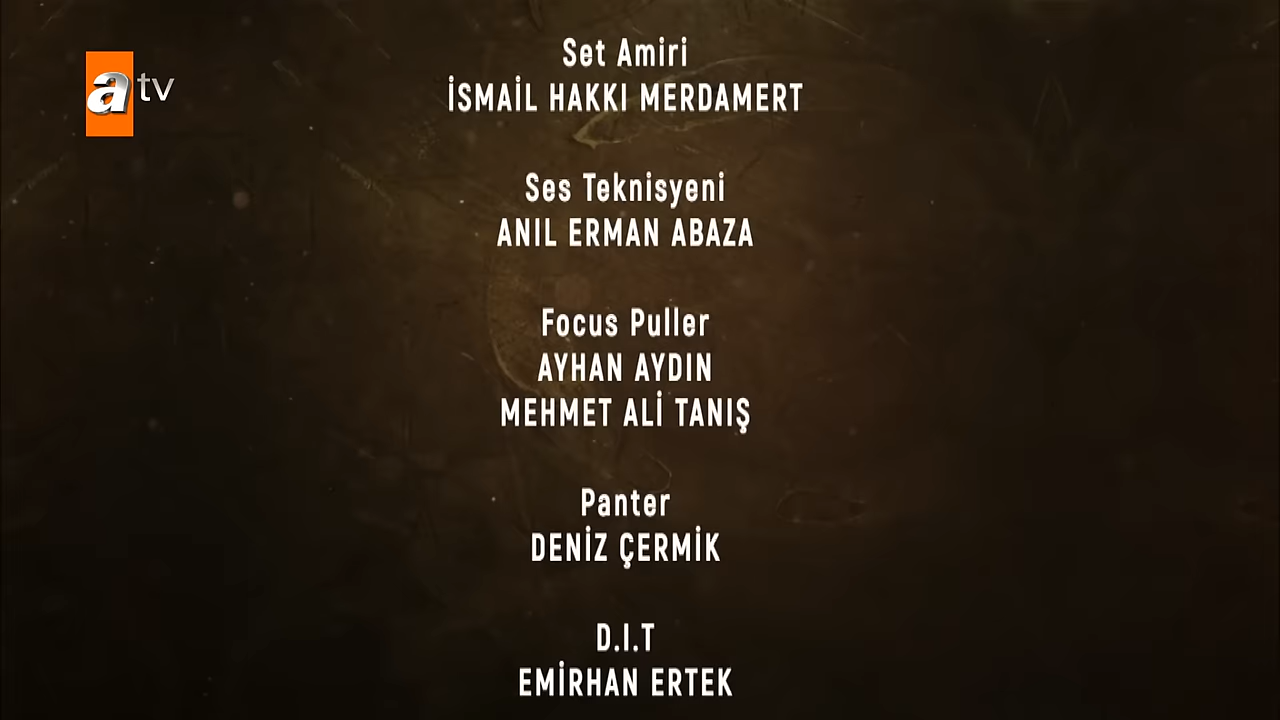 atv
Set Amiri
İSMAİL HAKKI MERDAMERT
Ses Teknisyeni
ANIL ERMAN ABAZA
Focus Puller
AYHAN AYDIN
MEHMET ALİ TANIŞ
Panter
DENİZ ÇERMİK
D.I.T
EMİRHAN ERTEK